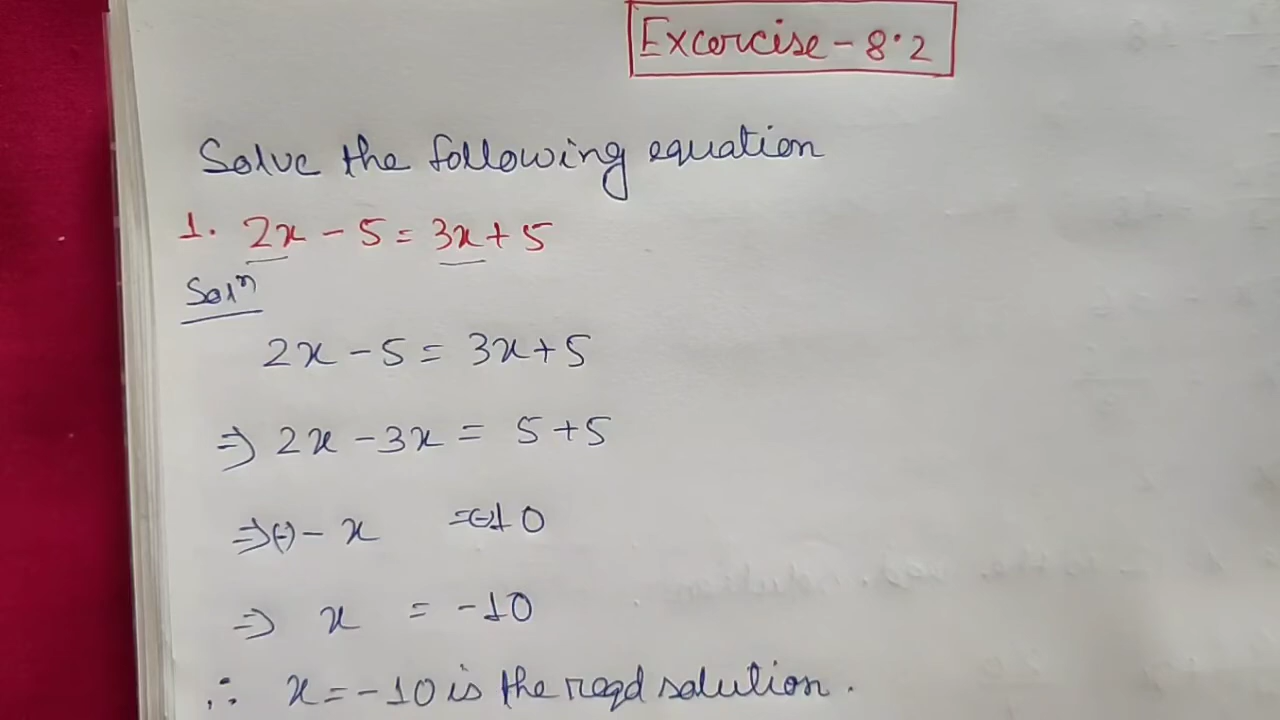 Excercise - 8.2
Solve the following equation
1. 2x - 5 = 3x + 5
Solⁿ
2x - 5 = 3x + 5
⇒ 2x - 3x = 5 + 5
⇒ (-) - x = (-) 10
⇒ x = -10
∴ x = -10 is the reqd solution.